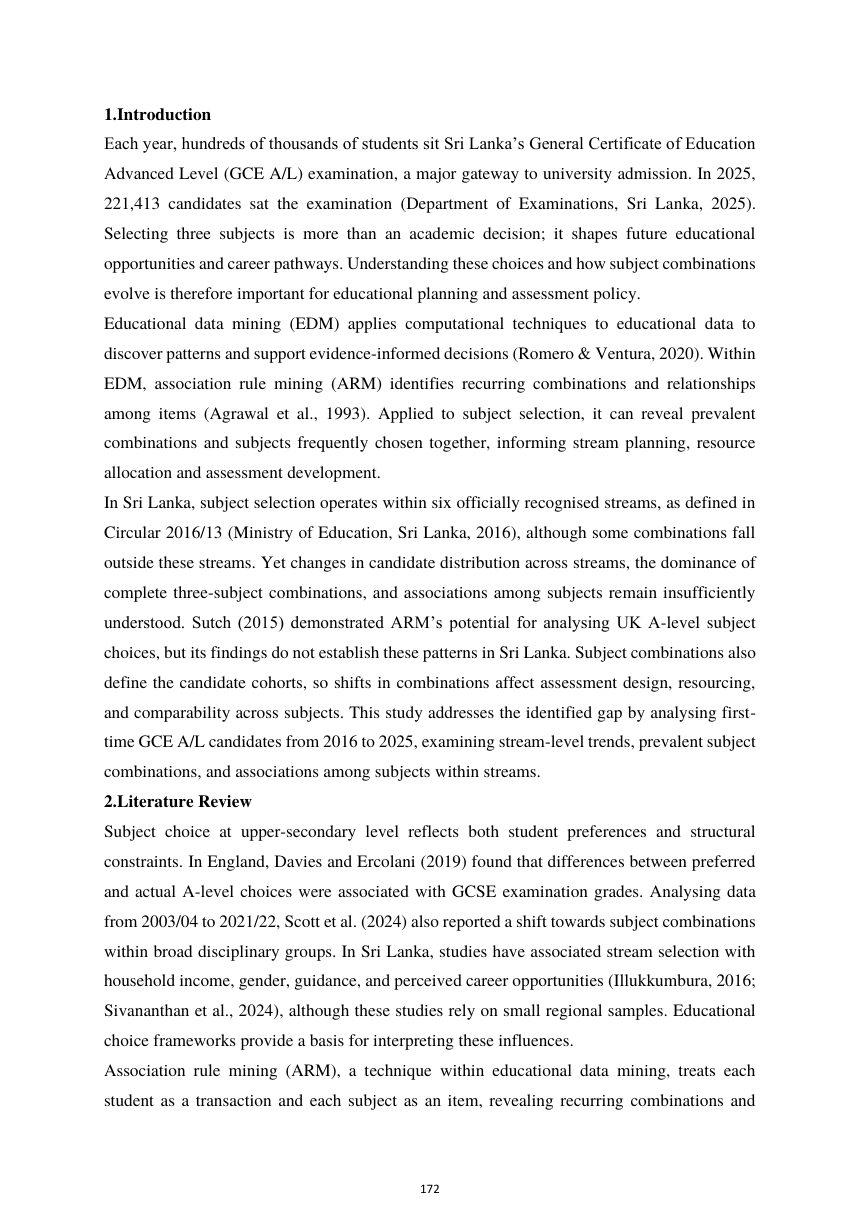 1.Introduction
Each year, hundreds of thousands of students sit Sri Lanka’s General Certificate of Education
Advanced Level (GCE A/L) examination, a major gateway to university admission. In 2025,
221,413 candidates sat the examination (Department of Examinations, Sri Lanka, 2025).
Selecting three subjects is more than an academic decision; it shapes future educational
opportunities and career pathways. Understanding these choices and how subject combinations
evolve is therefore important for educational planning and assessment policy.
Educational data mining (EDM) applies computational techniques to educational data to
discover patterns and support evidence-informed decisions (Romero & Ventura, 2020). Within
EDM, association rule mining (ARM) identifies recurring combinations and relationships
among items (Agrawal et al., 1993). Applied to subject selection, it can reveal prevalent
combinations and subjects frequently chosen together, informing stream planning, resource
allocation and assessment development.
In Sri Lanka, subject selection operates within six officially recognised streams, as defined in
Circular 2016/13 (Ministry of Education, Sri Lanka, 2016), although some combinations fall
outside these streams. Yet changes in candidate distribution across streams, the dominance of
complete three-subject combinations, and associations among subjects remain insufficiently
understood. Sutch (2015) demonstrated ARM’s potential for analysing UK A-level subject
choices, but its findings do not establish these patterns in Sri Lanka. Subject combinations also
define the candidate cohorts, so shifts in combinations affect assessment design, resourcing,
and comparability across subjects. This study addresses the identified gap by analysing first-
time GCE A/L candidates from 2016 to 2025, examining stream-level trends, prevalent subject
combinations, and associations among subjects within streams.
2.Literature Review
Subject choice at upper-secondary level reflects both student preferences and structural
constraints. In England, Davies and Ercolani (2019) found that differences between preferred
and actual A-level choices were associated with GCSE examination grades. Analysing data
from 2003/04 to 2021/22, Scott et al. (2024) also reported a shift towards subject combinations
within broad disciplinary groups. In Sri Lanka, studies have associated stream selection with
household income, gender, guidance, and perceived career opportunities (Illukkumbura, 2016;
Sivananthan et al., 2024), although these studies rely on small regional samples. Educational
choice frameworks provide a basis for interpreting these influences.
Association rule mining (ARM), a technique within educational data mining, treats each
student as a transaction and each subject as an item, revealing recurring combinations and
172